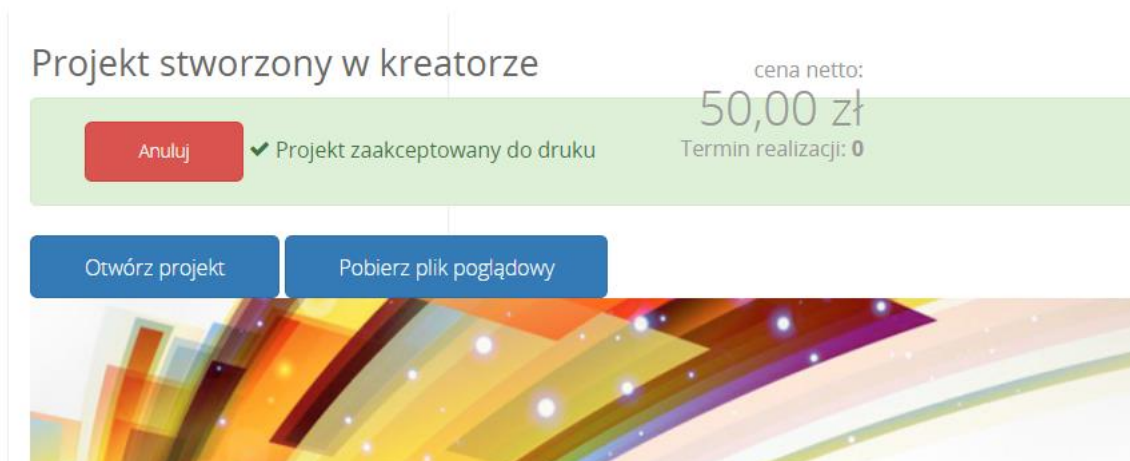 Projekt stworzony w kreatorze
cena netto:
50,00 zł
Termin realizacji: 0
Anuluj
✔ Projekt zaakceptowany do druku
Otwórz projekt
Pobierz plik poglądowy